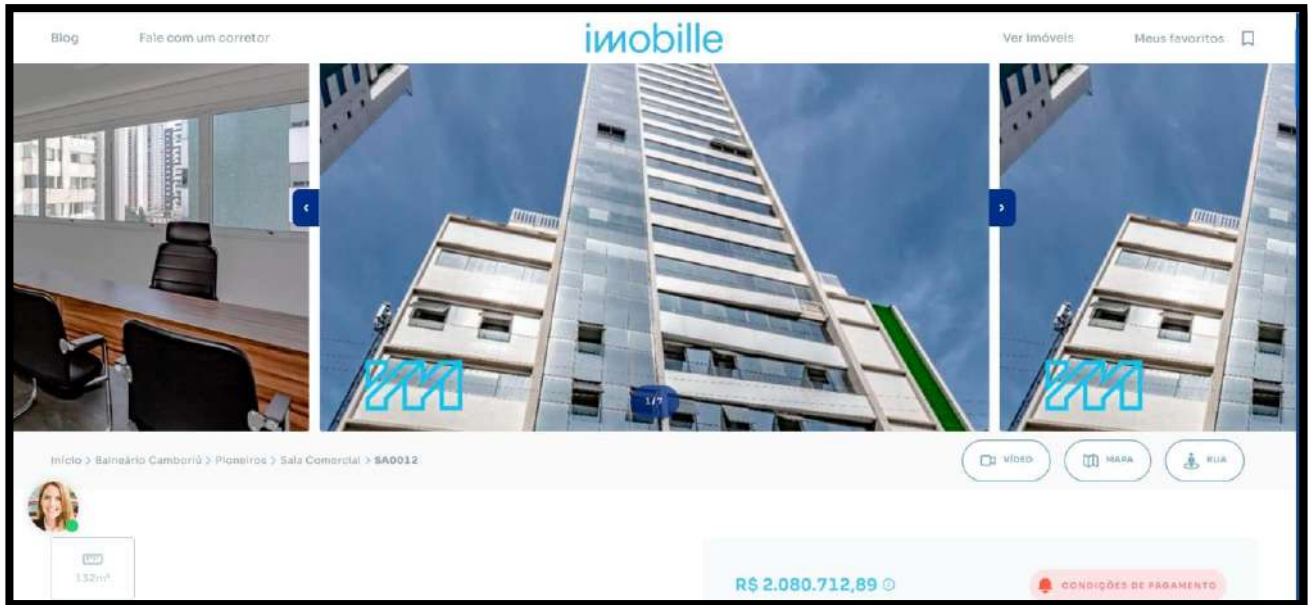 Blog
Fale com um corretor
imobille
Ver imóveis
Meus favoritos
1/7
Início > Balneário Camboriú > Pioneiros > Sala Comercial > SA0012
VÍDEO
MAPA
RUA
132m²
R$ 2.080.712,89
CONDIÇÕES DE PAGAMENTO